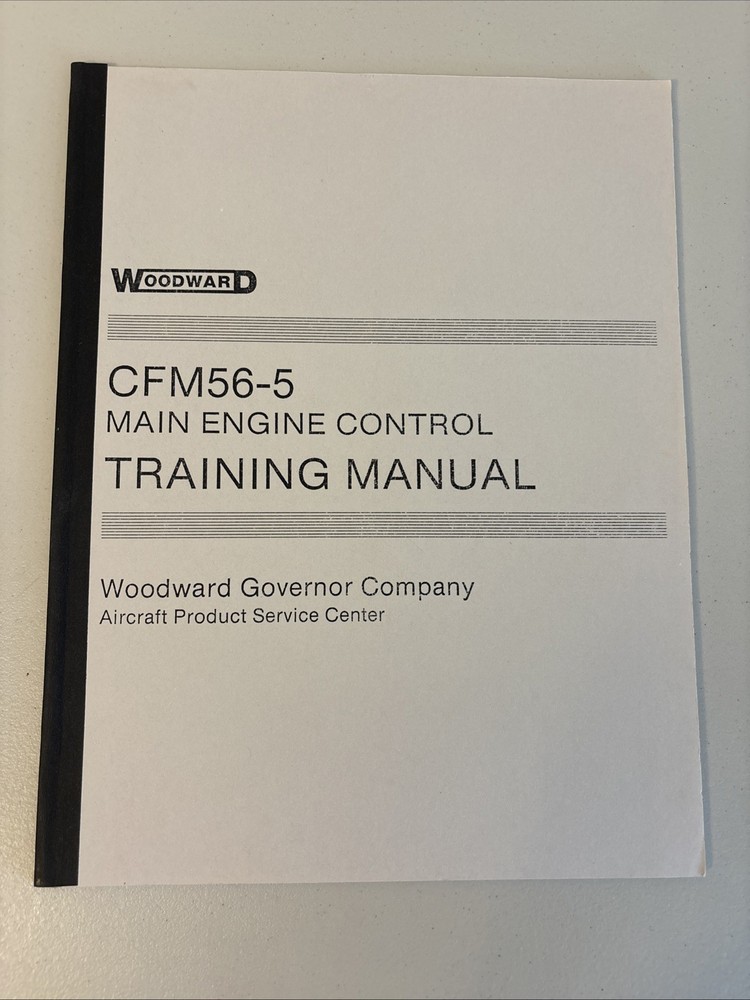 WOODWARD
CFM56-5
MAIN ENGINE CONTROL
TRAINING MANUAL
Woodward Governor Company
Aircraft Product Service Center